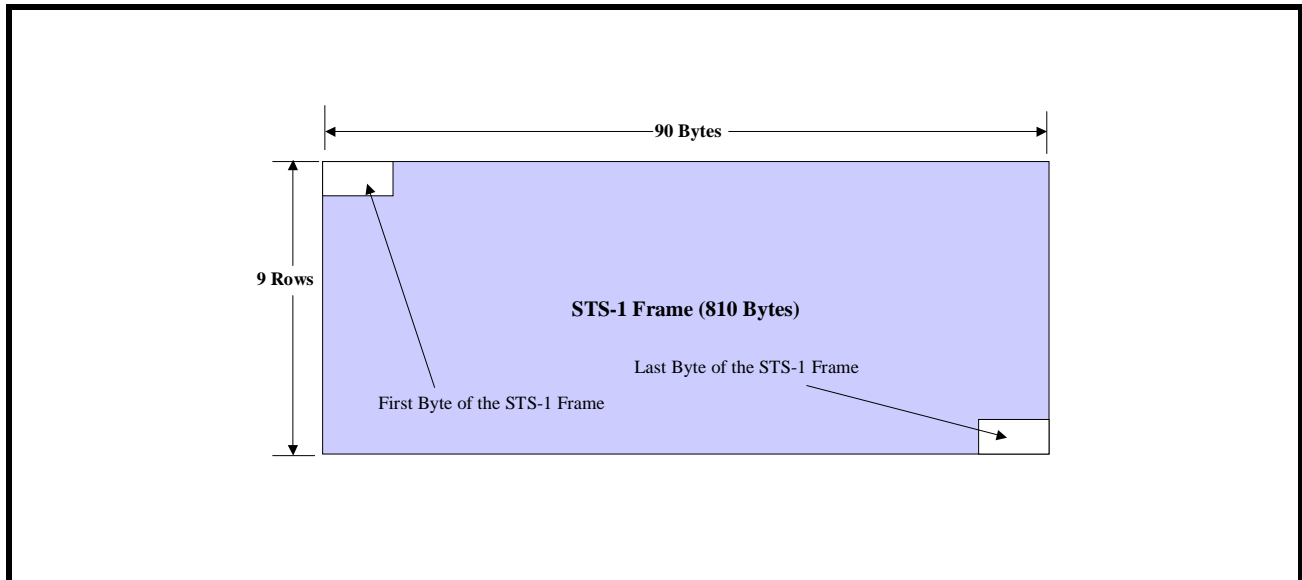 90 Bytes
9 Rows
STS-1 Frame (810 Bytes)
Last Byte of the STS-1 Frame
First Byte of the STS-1 Frame